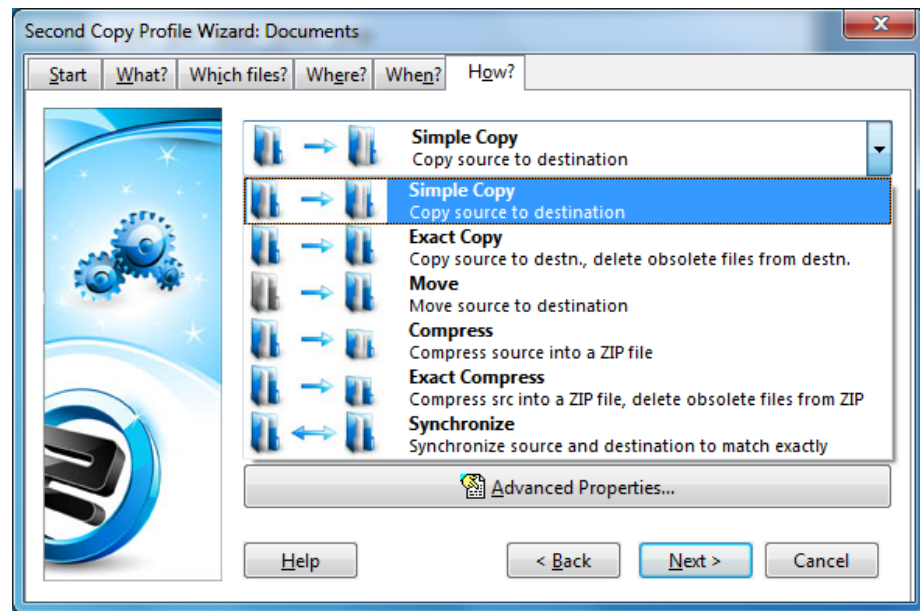 Second Copy Profile Wizard: Documents
Start What? Which files? Where? When? How?
Simple Copy
Copy source to destination
Simple Copy
Copy source to destination
Exact Copy
Copy source to destn., delete obsolete files from destn.
Move
Move source to destination
Compress
Compress source into a ZIP file
Exact Compress
Compress src into a ZIP file, delete obsolete files from ZIP
Synchronize
Synchronize source and destination to match exactly
Advanced Properties...
Help < Back Next > Cancel